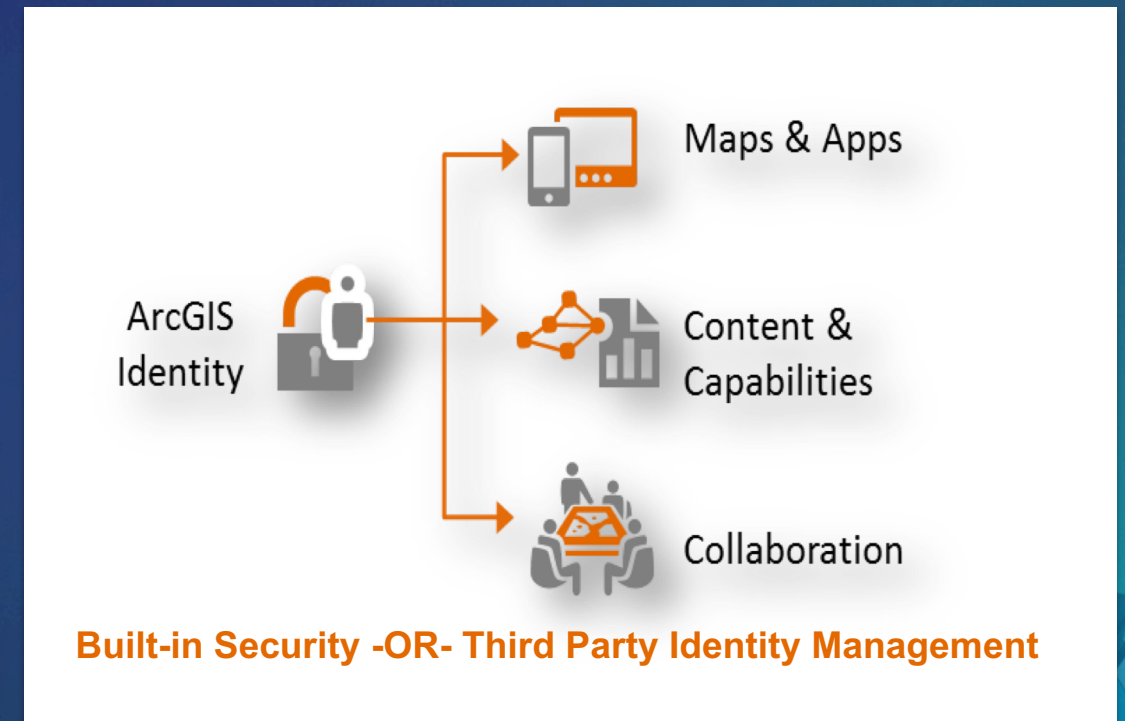 Maps & Apps
ArcGIS
Identity
Content &
Capabilities
Collaboration
Built-in Security -OR- Third Party Identity Management